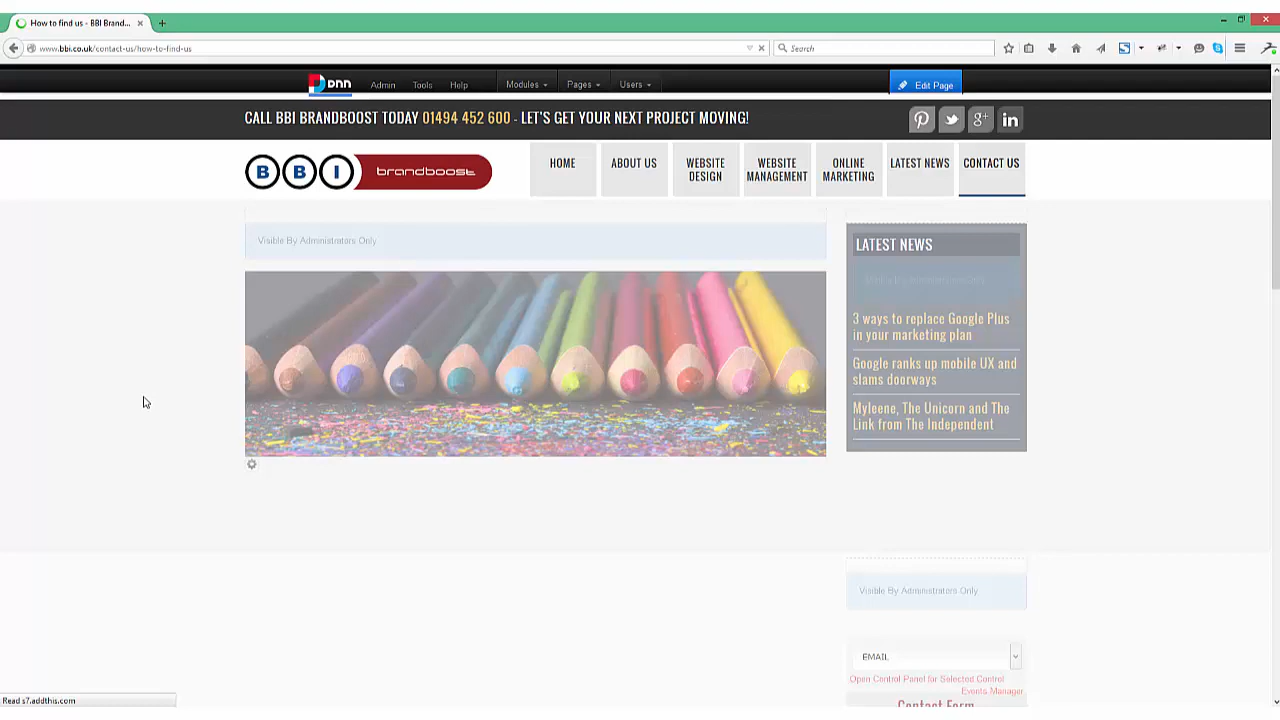 How to find us - BBI Brand...
www.bbi.co.uk/contact-us/how-to-find-us
Search
DNN
Admin
Tools
Help
Modules
Pages
Users
Edit Page
CALL BBI BRANDBOOST TODAY 01494 452 600 - LET'S GET YOUR NEXT PROJECT MOVING!
BBI brandboost
HOME
ABOUT US
WEBSITE
DESIGN
WEBSITE
MANAGEMENT
ONLINE
MARKETING
LATEST NEWS
CONTACT US
Visible By Administrators Only
LATEST NEWS
3 ways to replace Google Plus
in your marketing plan
Google ranks up mobile UX and
slams doorways
Myleene, The Unicorn and The
Link from The Independent
Visible By Administrators Only
EMAIL
Open Control Panel for Selected Control
Events Manager
Contact Form
Read s7.addthis.com